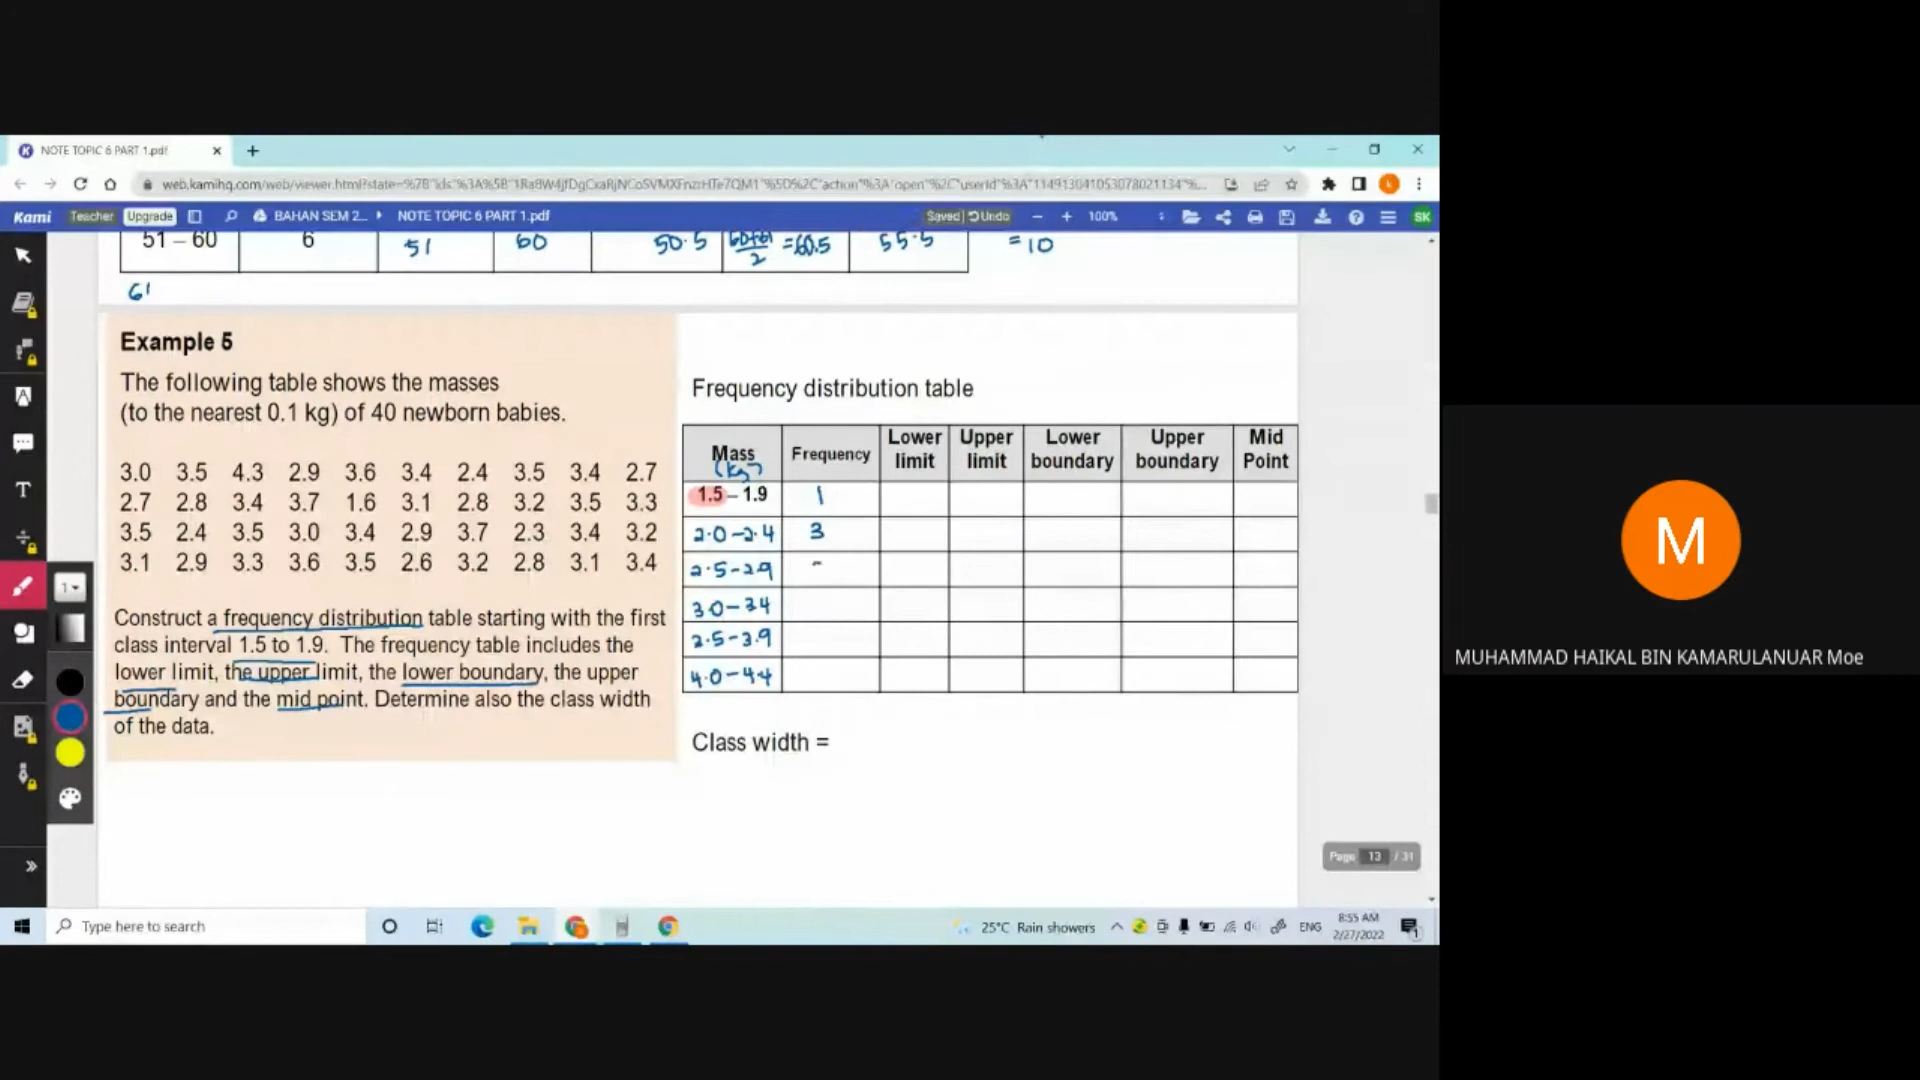 NOTE TOPIC 6 PART 1.pdf
Kami Teacher Upgrade BAHAN SEM 2... NOTE TOPIC 6 PART 1.pdf Saved Undo 100% SK
51 – 60 6 51 60 50.5 60+61/2 =60.5 55.5 =10
61
Example 5
The following table shows the masses
(to the nearest 0.1 kg) of 40 newborn babies.
3.0 3.5 4.3 2.9 3.6 3.4 2.4 3.5 3.4 2.7
2.7 2.8 3.4 3.7 1.6 3.1 2.8 3.2 3.5 3.3
3.5 2.4 3.5 3.0 3.4 2.9 3.7 2.3 3.4 3.2
3.1 2.9 3.3 3.6 3.5 2.6 3.2 2.8 3.1 3.4
Construct a frequency distribution table starting with the first
class interval 1.5 to 1.9. The frequency table includes the
lower limit, the upper limit, the lower boundary, the upper
boundary and the mid point. Determine also the class width
of the data.
Frequency distribution table
Mass (kg) Frequency Lower limit Upper limit Lower boundary Upper boundary Mid Point
1.5 – 1.9 1
2.0 – 2.4 3
2.5 – 2.9
3.0 – 3.4
2.5 – 3.9
4.0 – 4.4
Class width =
Page 13 / 31
M
MUHAMMAD HAIKAL BIN KAMARULANUAR Moe
Type here to search 25°C Rain showers ENG 8:55 AM
2/27/2022